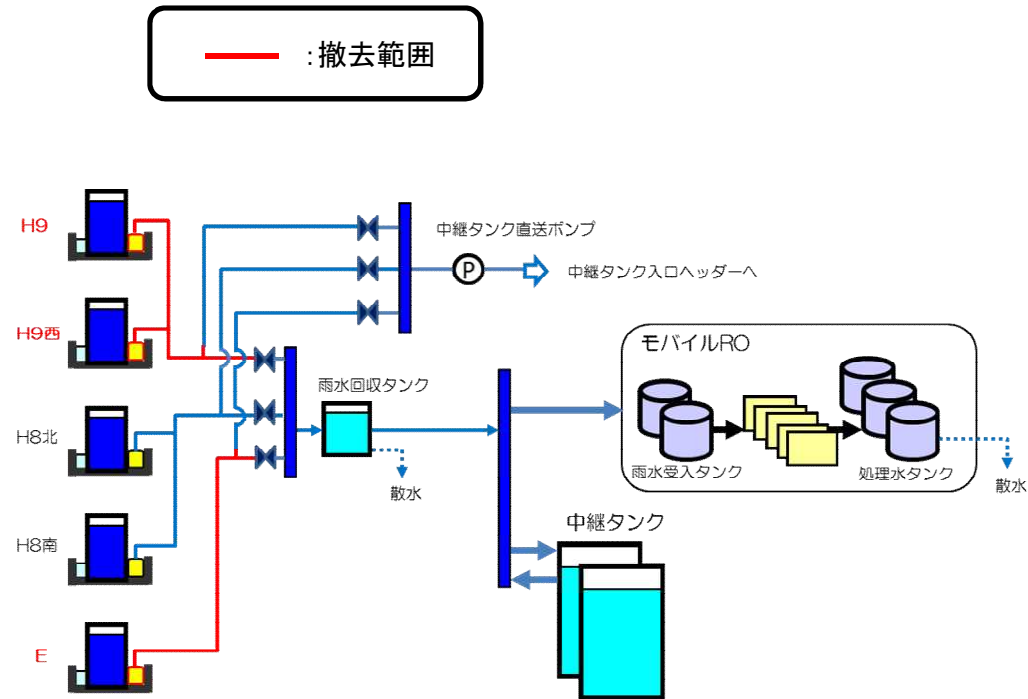 ：撤去範囲
H9
中継タンク直送ポンプ
P
中継タンク入口ヘッダーへ
H9西
モバイルRO
雨水回収タンク
H8北
雨水受入タンク
処理水タンク
散水
散水
中継タンク
H8南
E